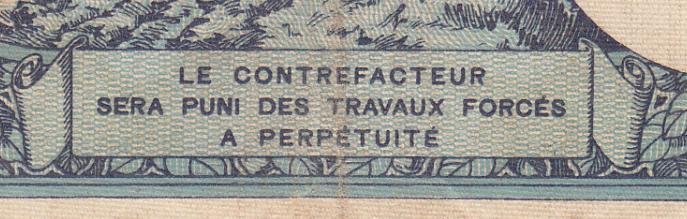 LE CONTREFACTEUR
SERA PUNI DES TRAVAUX FORCÉS
A PERPÉTUITÉ